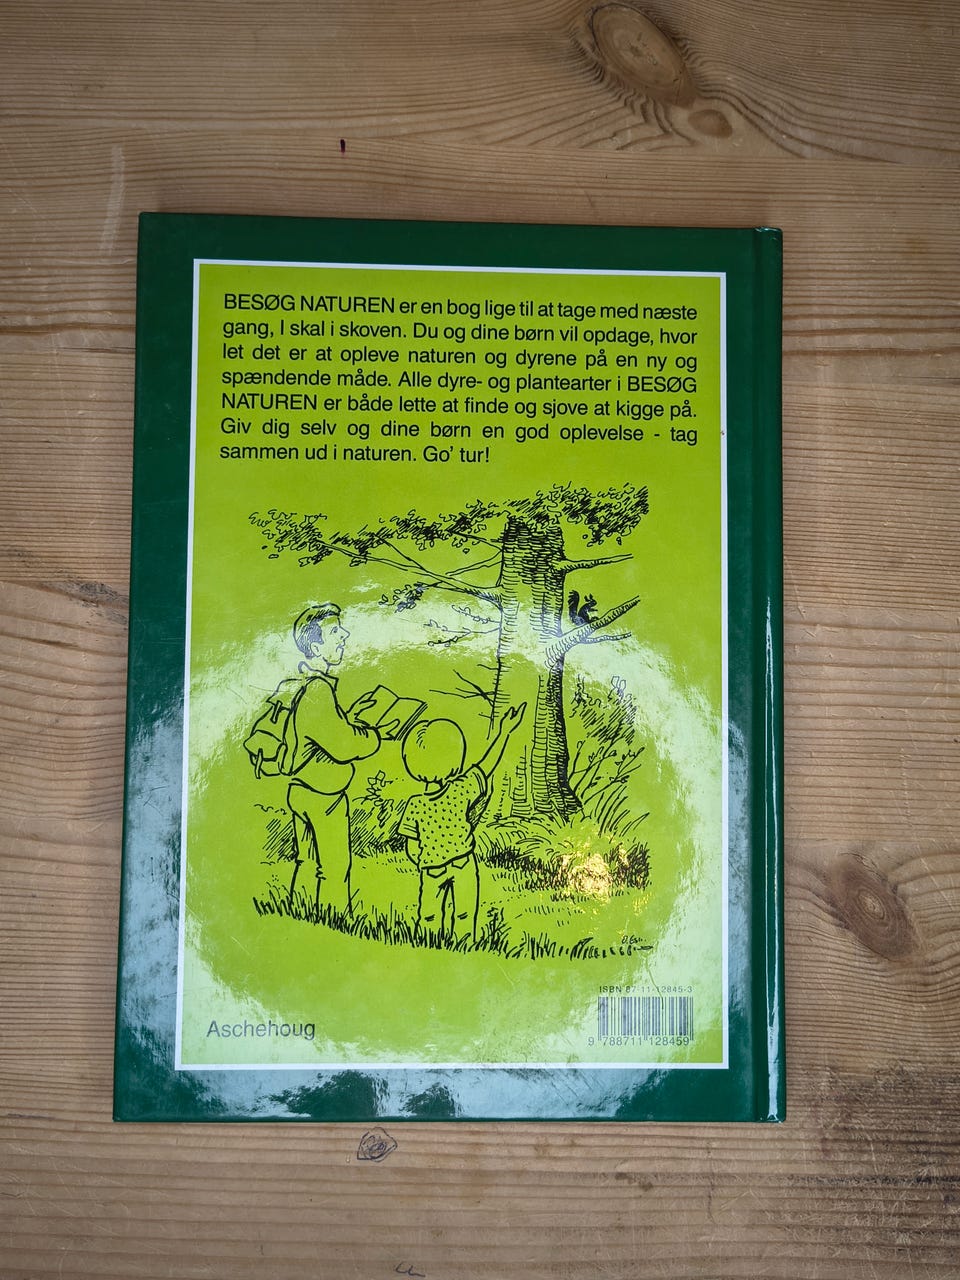 BESØG NATUREN er en bog lige til at tage med næste
gang, I skal i skoven. Du og dine børn vil opdage, hvor
let det er at opleve naturen og dyrene på en ny og
spændende måde. Alle dyre- og plantearter i BESØG
NATUREN er både lette at finde og sjove at kigge på.
Giv dig selv og dine børn en god oplevelse - tag
sammen ud i naturen. Go' tur!
ISBN 87-11-12845-3
Aschehoug
9 788711 128459